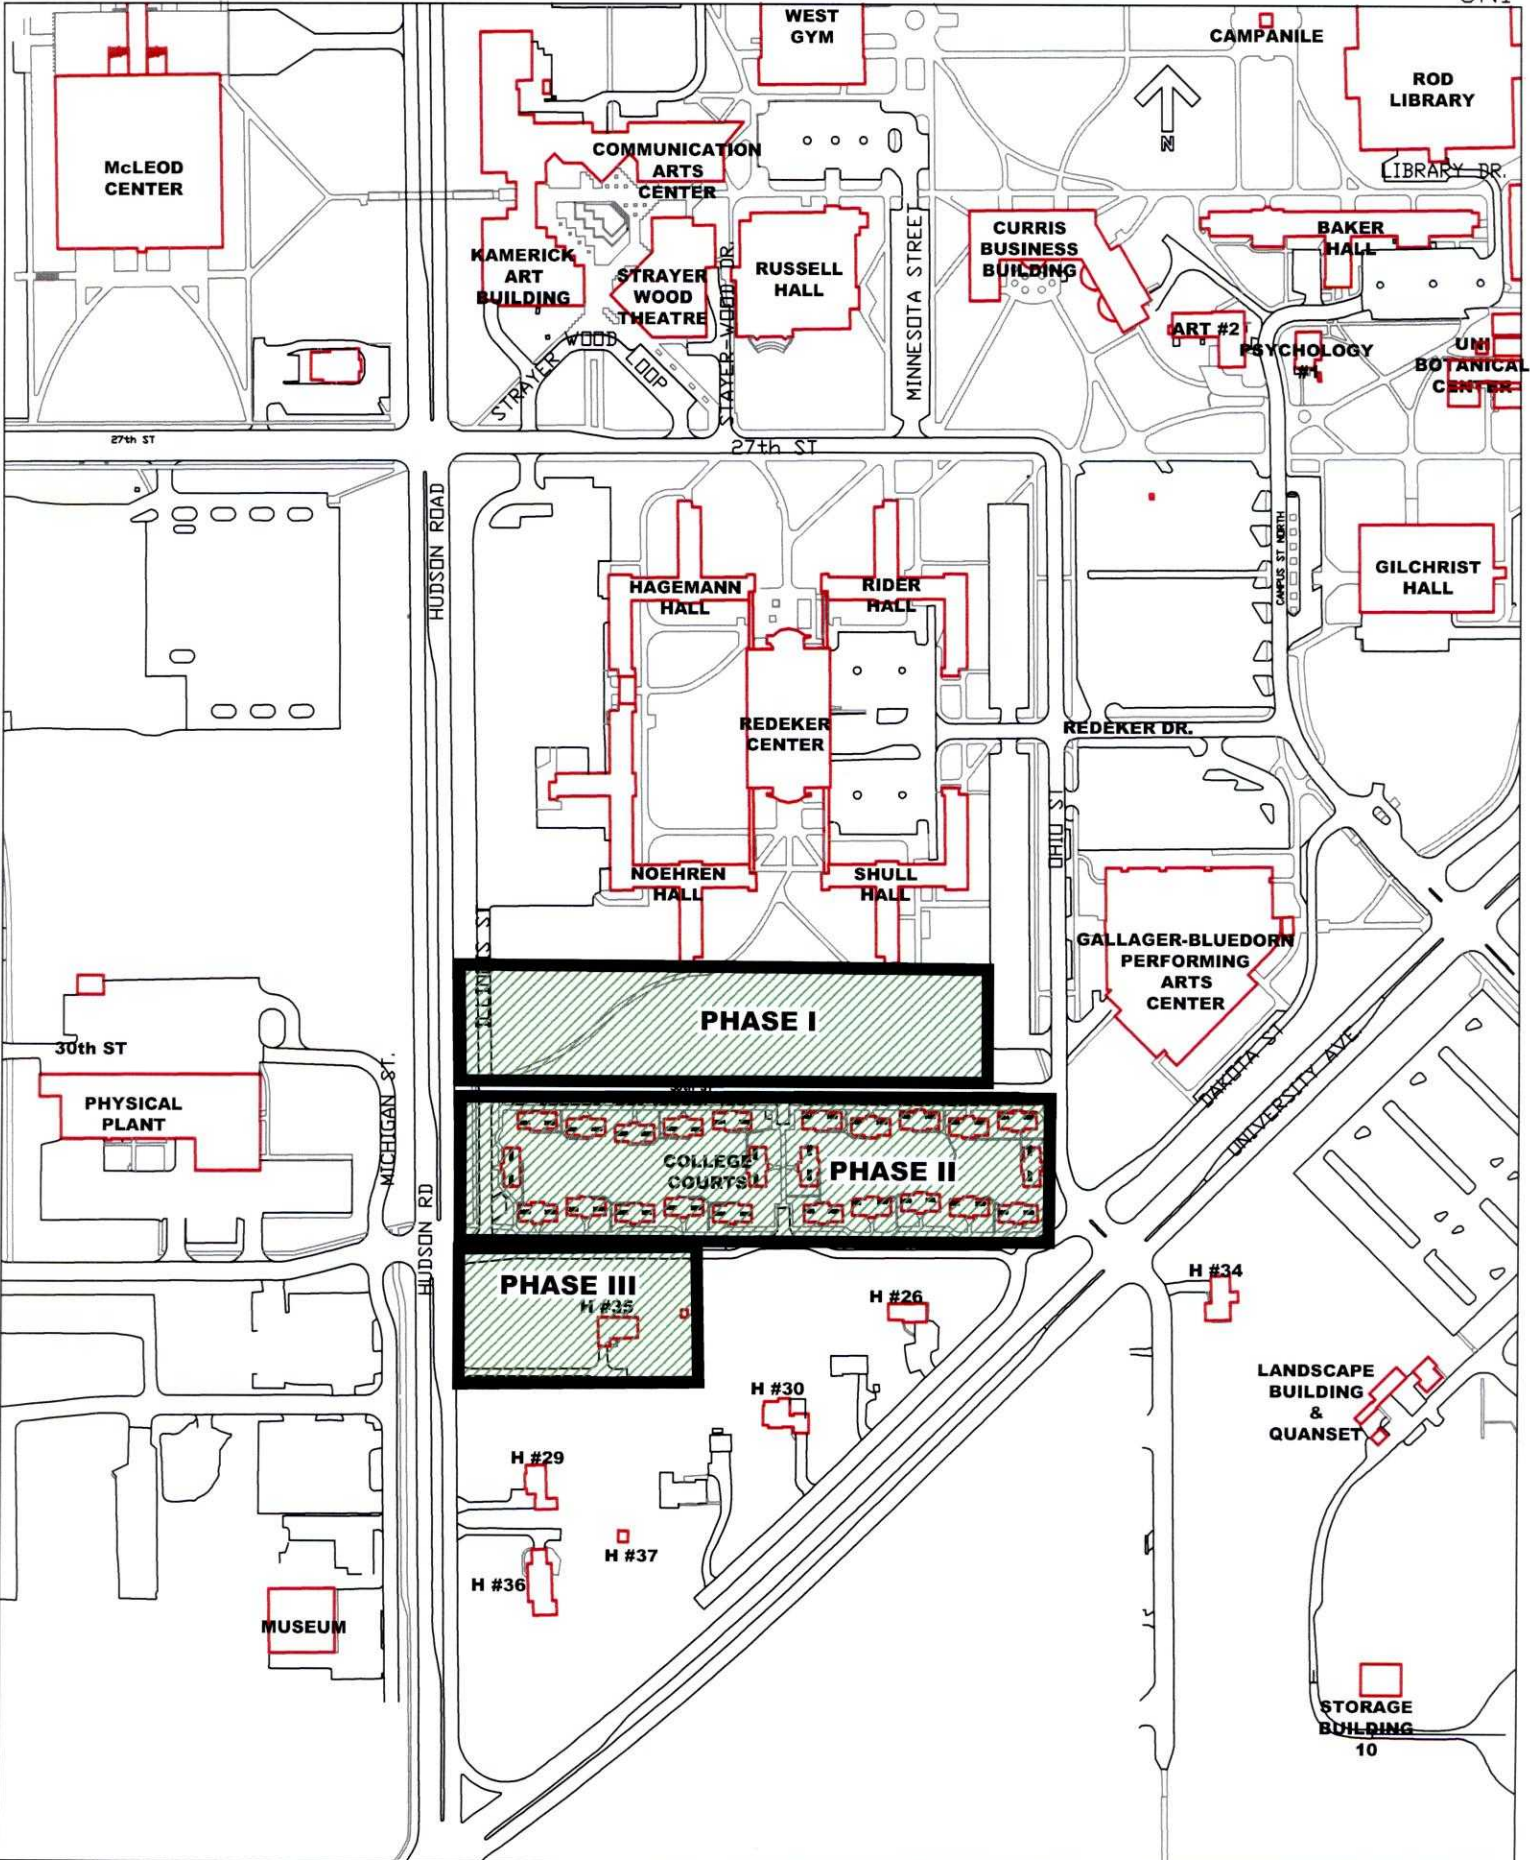 WEST
GYM
CAMPANILE
ROD
LIBRARY
N
McLEOD
CENTER
COMMUNICATION
ARTS
CENTER
LIBRARY DR.
KAMERICK
ART
BUILDING
STRAYER
WOOD
THEATRE
STAYER-WOOD DR.
RUSSELL
HALL
MINNESOTA STREET
CURRIS
BUSINESS
BUILDING
BAKER
HALL
ART #2
PSYCHOLOGY
#1
UNI
BOTANICAL
CENTER
STRAYER WOOD LOOP
27th ST
27th ST
HUDSON ROAD
HAGEMANN
HALL
RIDER
HALL
CAMPUS ST NORTH
GILCHRIST
HALL
REDEKER
CENTER
REDEKER DR.
OHIO ST
NOEHREN
HALL
SHULL
HALL
ILLINOIS S
GALLAGER-BLUEDORN
PERFORMING
ARTS
CENTER
PHASE I
30th ST
30th ST
PHYSICAL
PLANT
MICHIGAN ST.
DAKOTA ST
UNIVERSITY AVE.
COLLEGE
COURTS
PHASE II
HUDSON RD
PHASE III
H #35
H #26
H #34
H #30
LANDSCAPE
BUILDING
&
QUANSET
H #29
H #37
H #36
MUSEUM
STORAGE
BUILDING
10